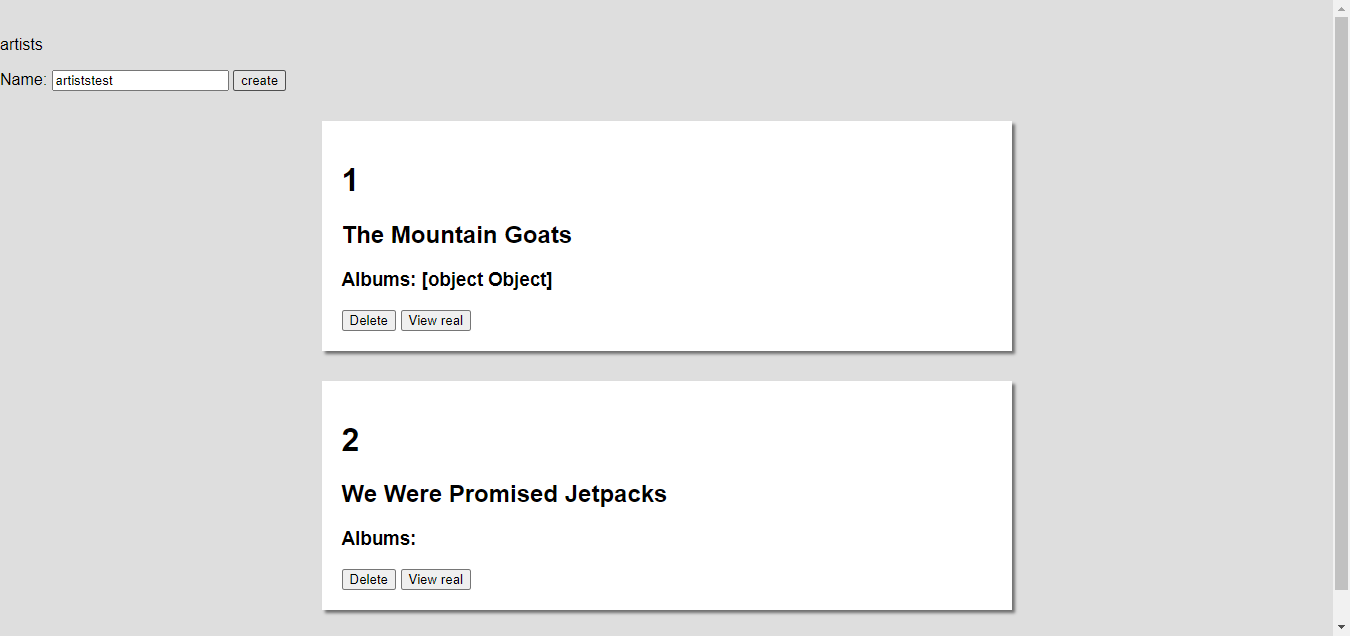 artists
Name: artiststest create
1
The Mountain Goats
Albums: [object Object]
Delete View real
2
We Were Promised Jetpacks
Albums:
Delete View real